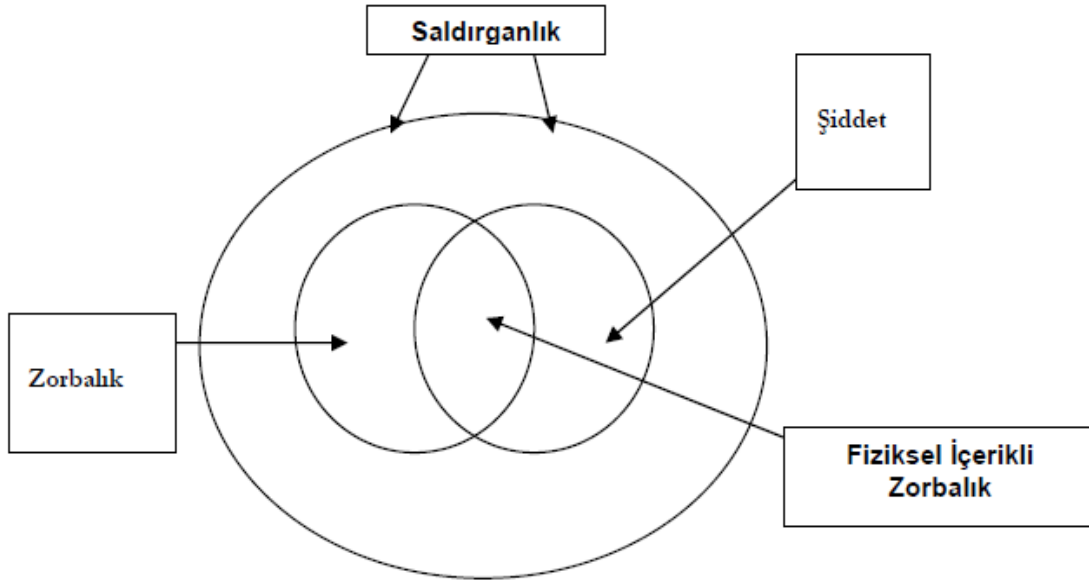 Saldırganlık
Şiddet
Zorbalık
Fiziksel İçerikli
Zorbalık